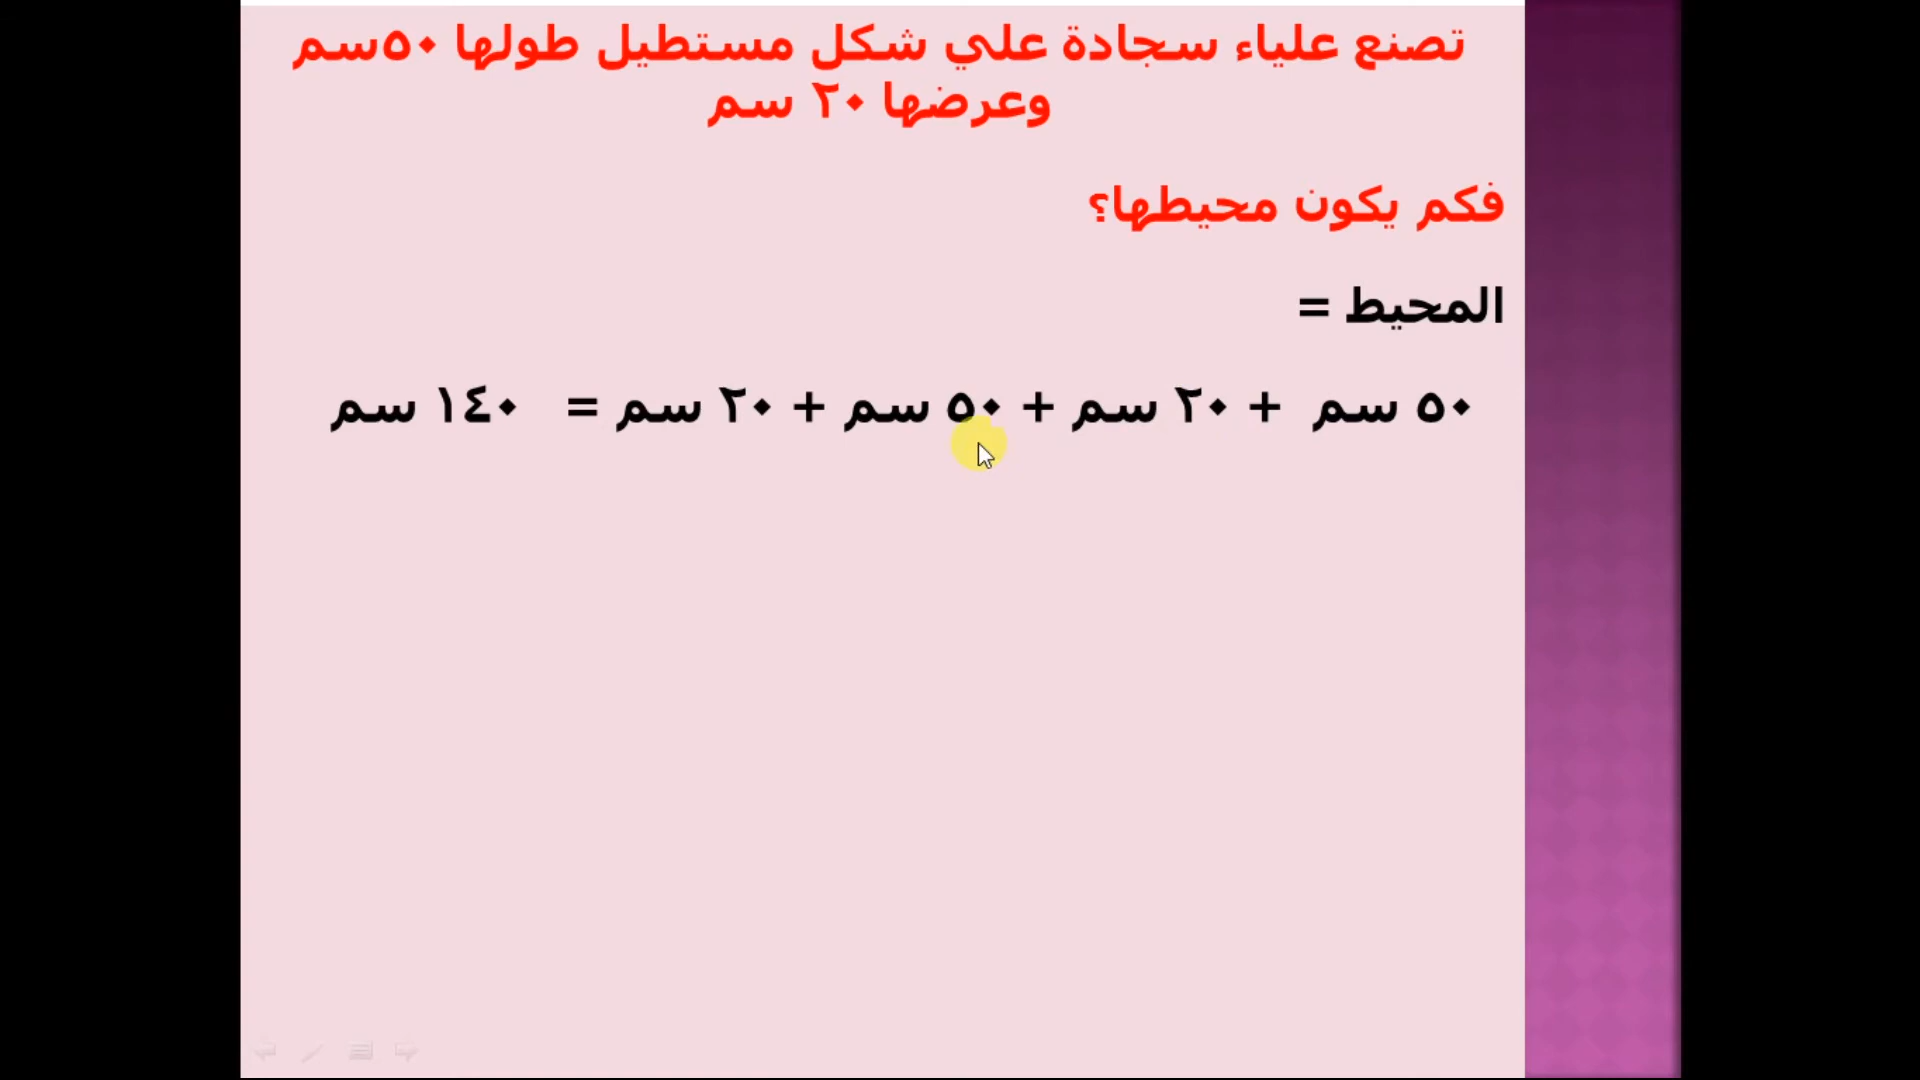 تصنع علياء سجادة علي شكل مستطيل طولها ٥٠سم
وعرضها ٢٠ سم
فكم يكون محيطها؟
المحيط =
٥٠ سم + ٢٠ سم + ٥٠ سم + ٢٠ سم = ١٤٠ سم